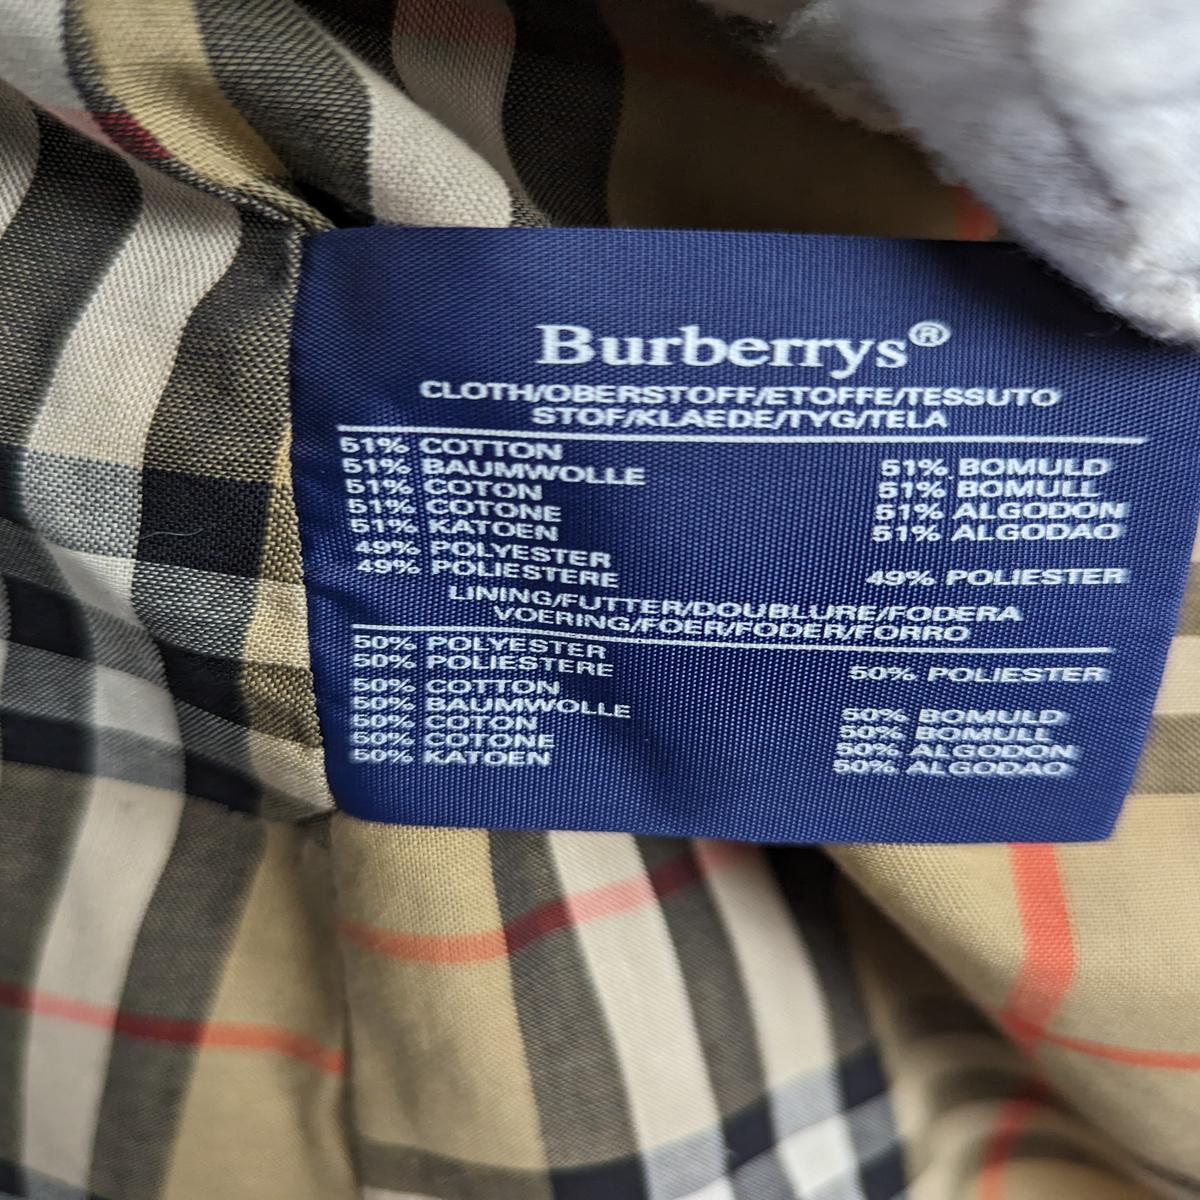 Burberrys®
CLOTH/OBERSTOFF/ETOFFE/TESSUTO
STOF/KLAEDE/TYG/TELA
51% COTTON
51% BAUMWOLLE 51% BOMULD
51% COTON 51% BOMULL
51% COTONE 51% ALGODON
51% KATOEN 51% ALGODAO
49% POLYESTER
49% POLIESTERE 49% POLIESTER
LINING/FUTTER/DOUBLURE/FODERA
VOERING/FOER/FODER/FORRO
50% POLYESTER
50% POLIESTERE 50% POLIESTER
50% COTTON
50% BAUMWOLLE 50% BOMULD
50% COTON 50% BOMULL
50% COTONE 50% ALGODON
50% KATOEN 50% ALGODAO